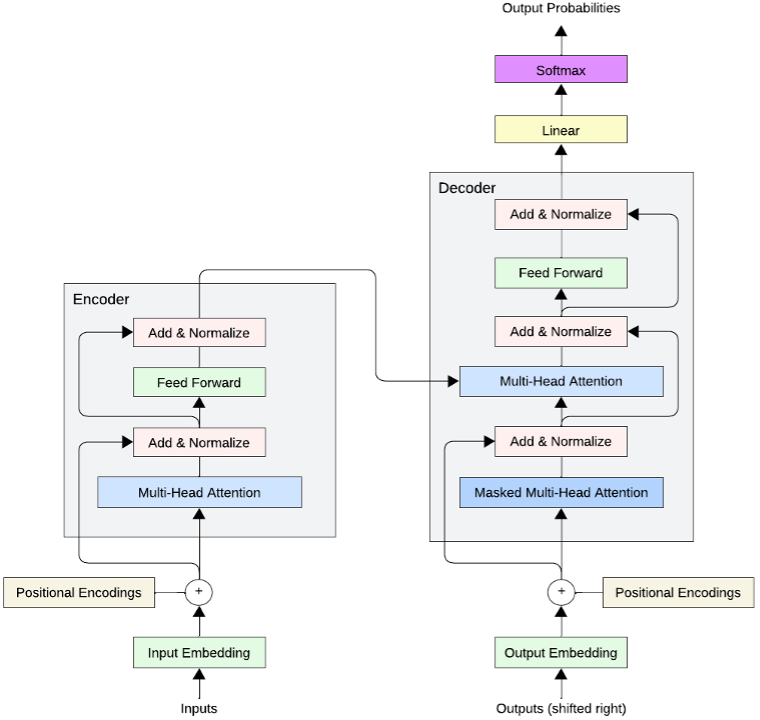 Output Probabilities
Softmax
Linear
Decoder
Add & Normalize
Feed Forward
Add & Normalize
Multi-Head Attention
Add & Normalize
Masked Multi-Head Attention
Encoder
Add & Normalize
Feed Forward
Add & Normalize
Multi-Head Attention
Positional Encodings
+
+
Positional Encodings
Input Embedding
Output Embedding
Inputs
Outputs (shifted right)